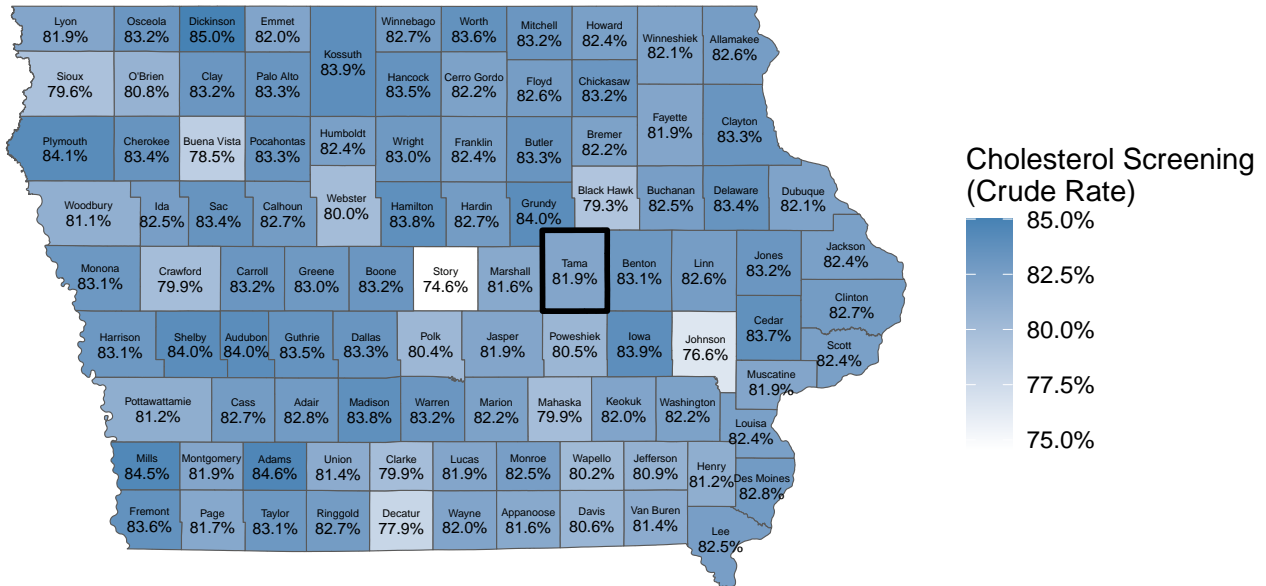 Lyon
81.9%
Osceola
83.2%
Dickinson
85.0%
Emmet
82.0%
Kossuth
83.9%
Winnebago
82.7%
Worth
83.6%
Mitchell
83.2%
Howard
82.4%
Winneshiek
82.1%
Allamakee
82.6%
Sioux
79.6%
O'Brien
80.8%
Clay
83.2%
Palo Alto
83.3%
Hancock
83.5%
Cerro Gordo
82.2%
Floyd
82.6%
Chickasaw
83.2%
Fayette
81.9%
Clayton
83.3%
Plymouth
84.1%
Cherokee
83.4%
Buena Vista
78.5%
Pocahontas
83.3%
Humboldt
82.4%
Wright
83.0%
Franklin
82.4%
Butler
83.3%
Bremer
82.2%
Woodbury
81.1%
Ida
82.5%
Sac
83.4%
Calhoun
82.7%
Webster
80.0%
Hamilton
83.8%
Hardin
82.7%
Grundy
84.0%
Black Hawk
79.3%
Buchanan
82.5%
Delaware
83.4%
Dubuque
82.1%
Monona
83.1%
Crawford
79.9%
Carroll
83.2%
Greene
83.0%
Boone
83.2%
Story
74.6%
Marshall
81.6%
Tama
81.9%
Benton
83.1%
Linn
82.6%
Jones
83.2%
Jackson
82.4%
Clinton
82.7%
Harrison
83.1%
Shelby
84.0%
Audubon
84.0%
Guthrie
83.5%
Dallas
83.3%
Polk
80.4%
Jasper
81.9%
Poweshiek
80.5%
Iowa
83.9%
Johnson
76.6%
Cedar
83.7%
Scott
82.4%
Muscatine
81.9%
Pottawattamie
81.2%
Cass
82.7%
Adair
82.8%
Madison
83.8%
Warren
83.2%
Marion
82.2%
Mahaska
79.9%
Keokuk
82.0%
Washington
82.2%
Louisa
82.4%
Mills
84.5%
Montgomery
81.9%
Adams
84.6%
Union
81.4%
Clarke
79.9%
Lucas
81.9%
Monroe
82.5%
Wapello
80.2%
Jefferson
80.9%
Henry
81.2%
Des Moines
82.8%
Fremont
83.6%
Page
81.7%
Taylor
83.1%
Ringgold
82.7%
Decatur
77.9%
Wayne
82.0%
Appanoose
81.6%
Davis
80.6%
Van Buren
81.4%
Lee
82.5%
Cholesterol Screening
(Crude Rate)
85.0%
82.5%
80.0%
77.5%
75.0%